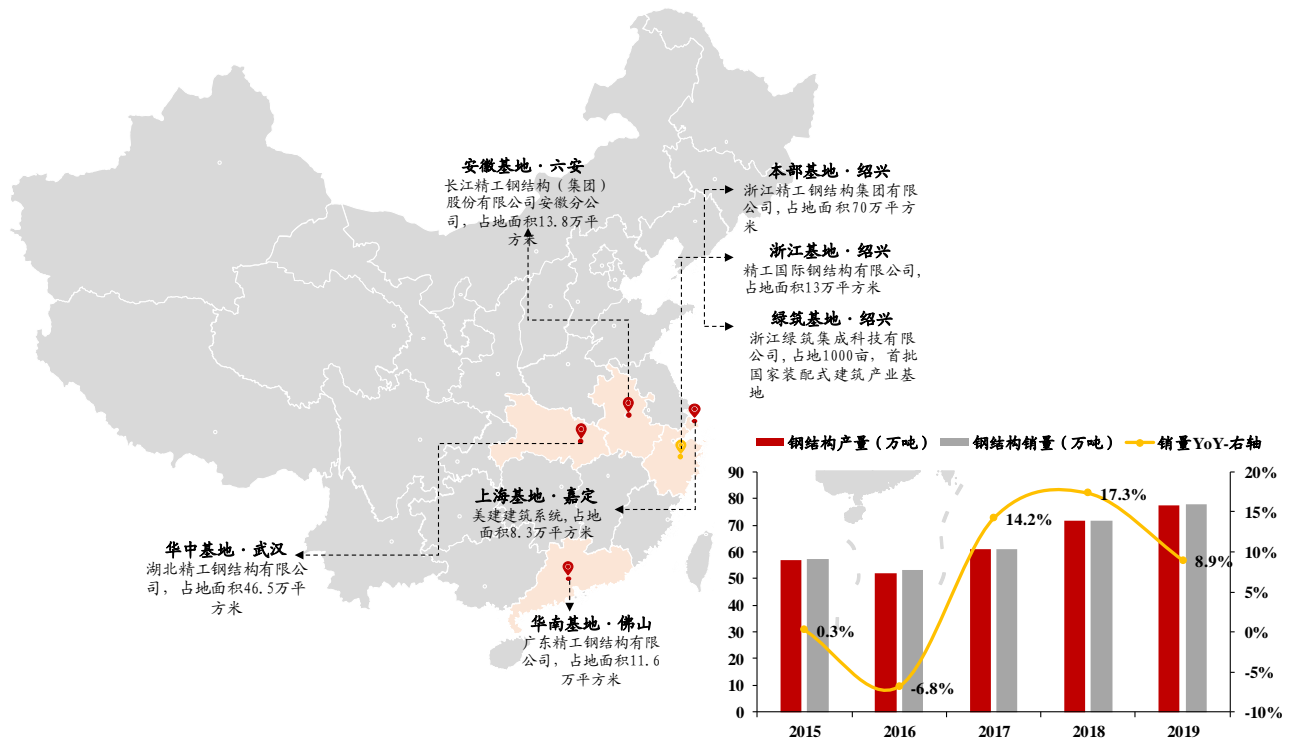 安徽基地·六安
长江精工钢结构（集团）
股份有限公司安徽分公
司，占地面积13.8万平
方米
本部基地·绍兴
浙江精工钢结构集团有限
公司,占地面积70万平方
米
浙江基地·绍兴
精工国际钢结构有限公司,
占地面积13万平方米
绿筑基地·绍兴
浙江绿筑集成科技有限
公司,占地1000亩，首批
国家装配式建筑产业基
地
上海基地·嘉定
美建建筑系统,占地
面积8.3万平方米
华中基地·武汉
湖北精工钢结构有限公
司，占地面积46.5万平
方米
华南基地·佛山
广东精工钢结构有限
公司，占地面积11.6
万平方米
钢结构产量（万吨） 钢结构销量（万吨） 销量YoY-右轴
90
80
70
60
50
40
30
20
10
0
20%
15%
10%
5%
0%
-5%
-10%
0.3%
-6.8%
14.2%
17.3%
8.9%
2015 2016 2017 2018 2019